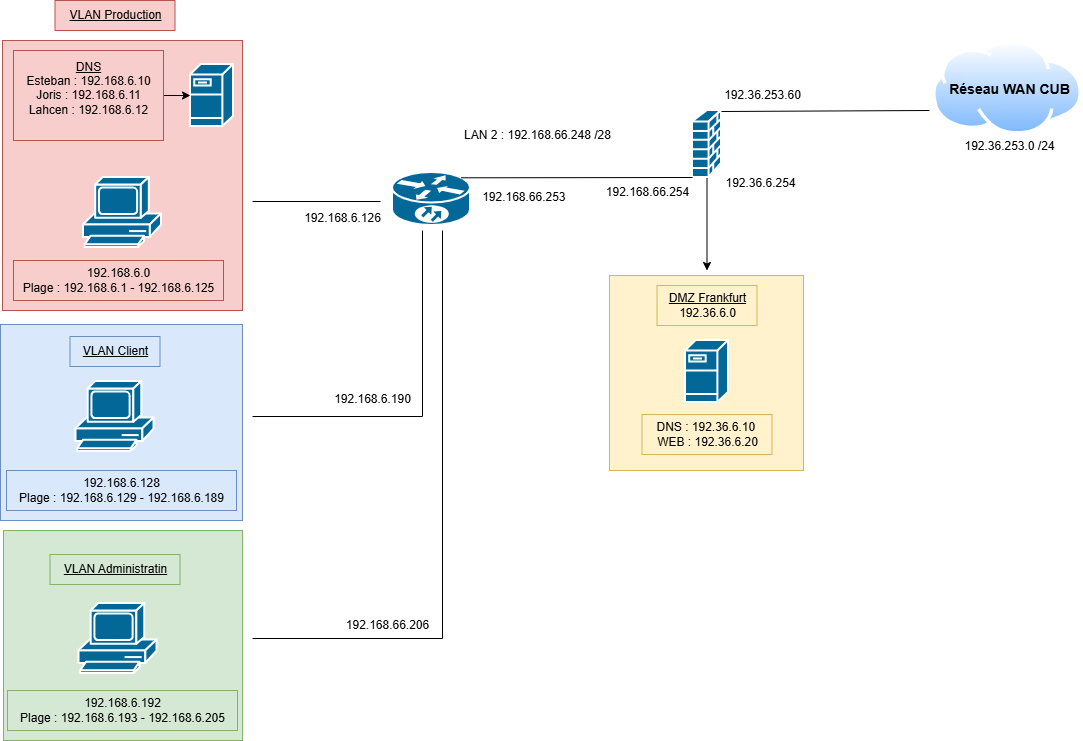 VLAN Production
DNS
Esteban : 192.168.6.10
Joris : 192.168.6.11
Lahcen : 192.168.6.12
192.168.6.0
Plage : 192.168.6.1 - 192.168.6.125
VLAN Client
192.168.6.128
Plage : 192.168.6.129 - 192.168.6.189
VLAN Administratin
192.168.6.192
Plage : 192.168.6.193 - 192.168.6.205
192.168.6.126
192.168.6.190
192.168.66.206
LAN 2 : 192.168.66.248 /28
192.168.66.253
192.168.66.254
192.36.253.60
192.36.6.254
Réseau WAN CUB
192.36.253.0 /24
DMZ Frankfurt
192.36.6.0
DNS : 192.36.6.10
WEB : 192.36.6.20